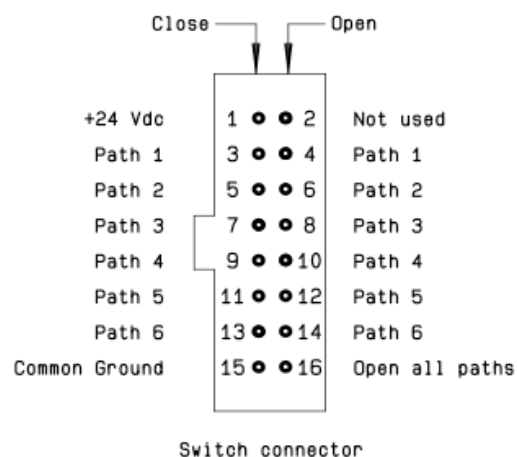 Close Open
+24 Vdc 1 2 Not used
Path 1 3 4 Path 1
Path 2 5 6 Path 2
Path 3 7 8 Path 3
Path 4 9 10 Path 4
Path 5 11 12 Path 5
Path 6 13 14 Path 6
Common Ground 15 16 Open all paths
Switch connector